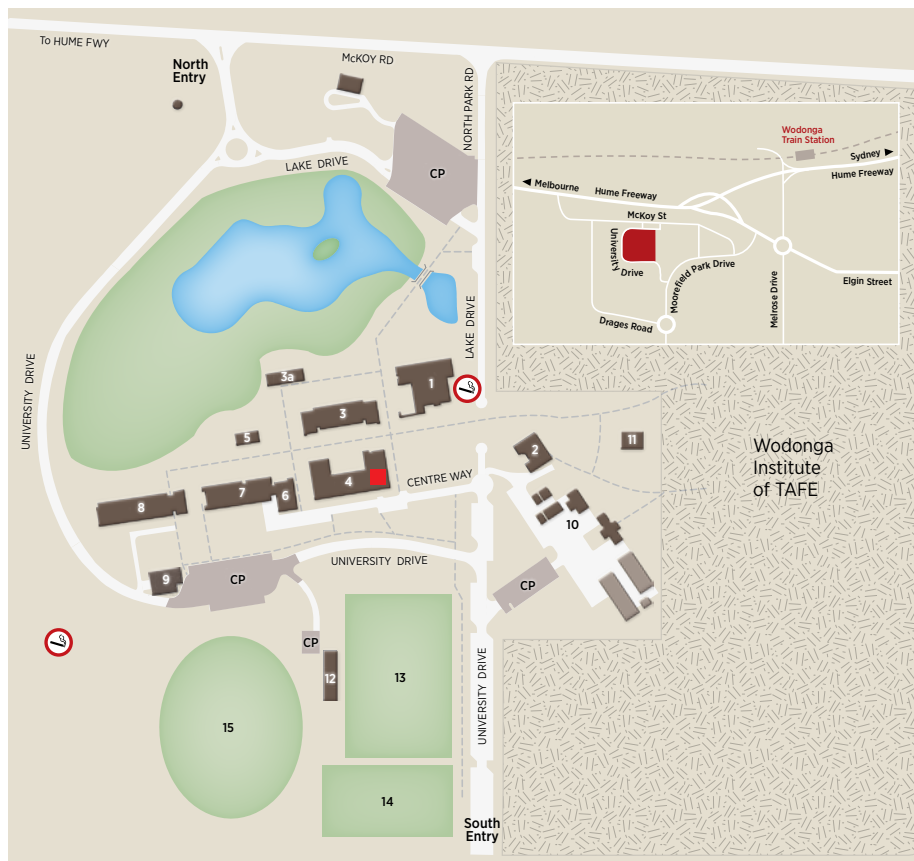 To HUME FWY
North
Entry
McKOY RD
NORTH PARK RD
LAKE DRIVE
CP
Wodonga
Train Station
Sydney
Hume Freeway
Melbourne
Hume Freeway
McKoy St
University
Drive
Moorefield Park Drive
Elgin Street
Melrose Drive
Drages Road
LAKE DRIVE
UNIVERSITY DRIVE
3a
1
3
5
2
11
Wodonga
Institute
of TAFE
4
CENTRE WAY
7
6
8
10
UNIVERSITY DRIVE
9
CP
CP
CP
12
13
15
UNIVERSITY DRIVE
14
South
Entry